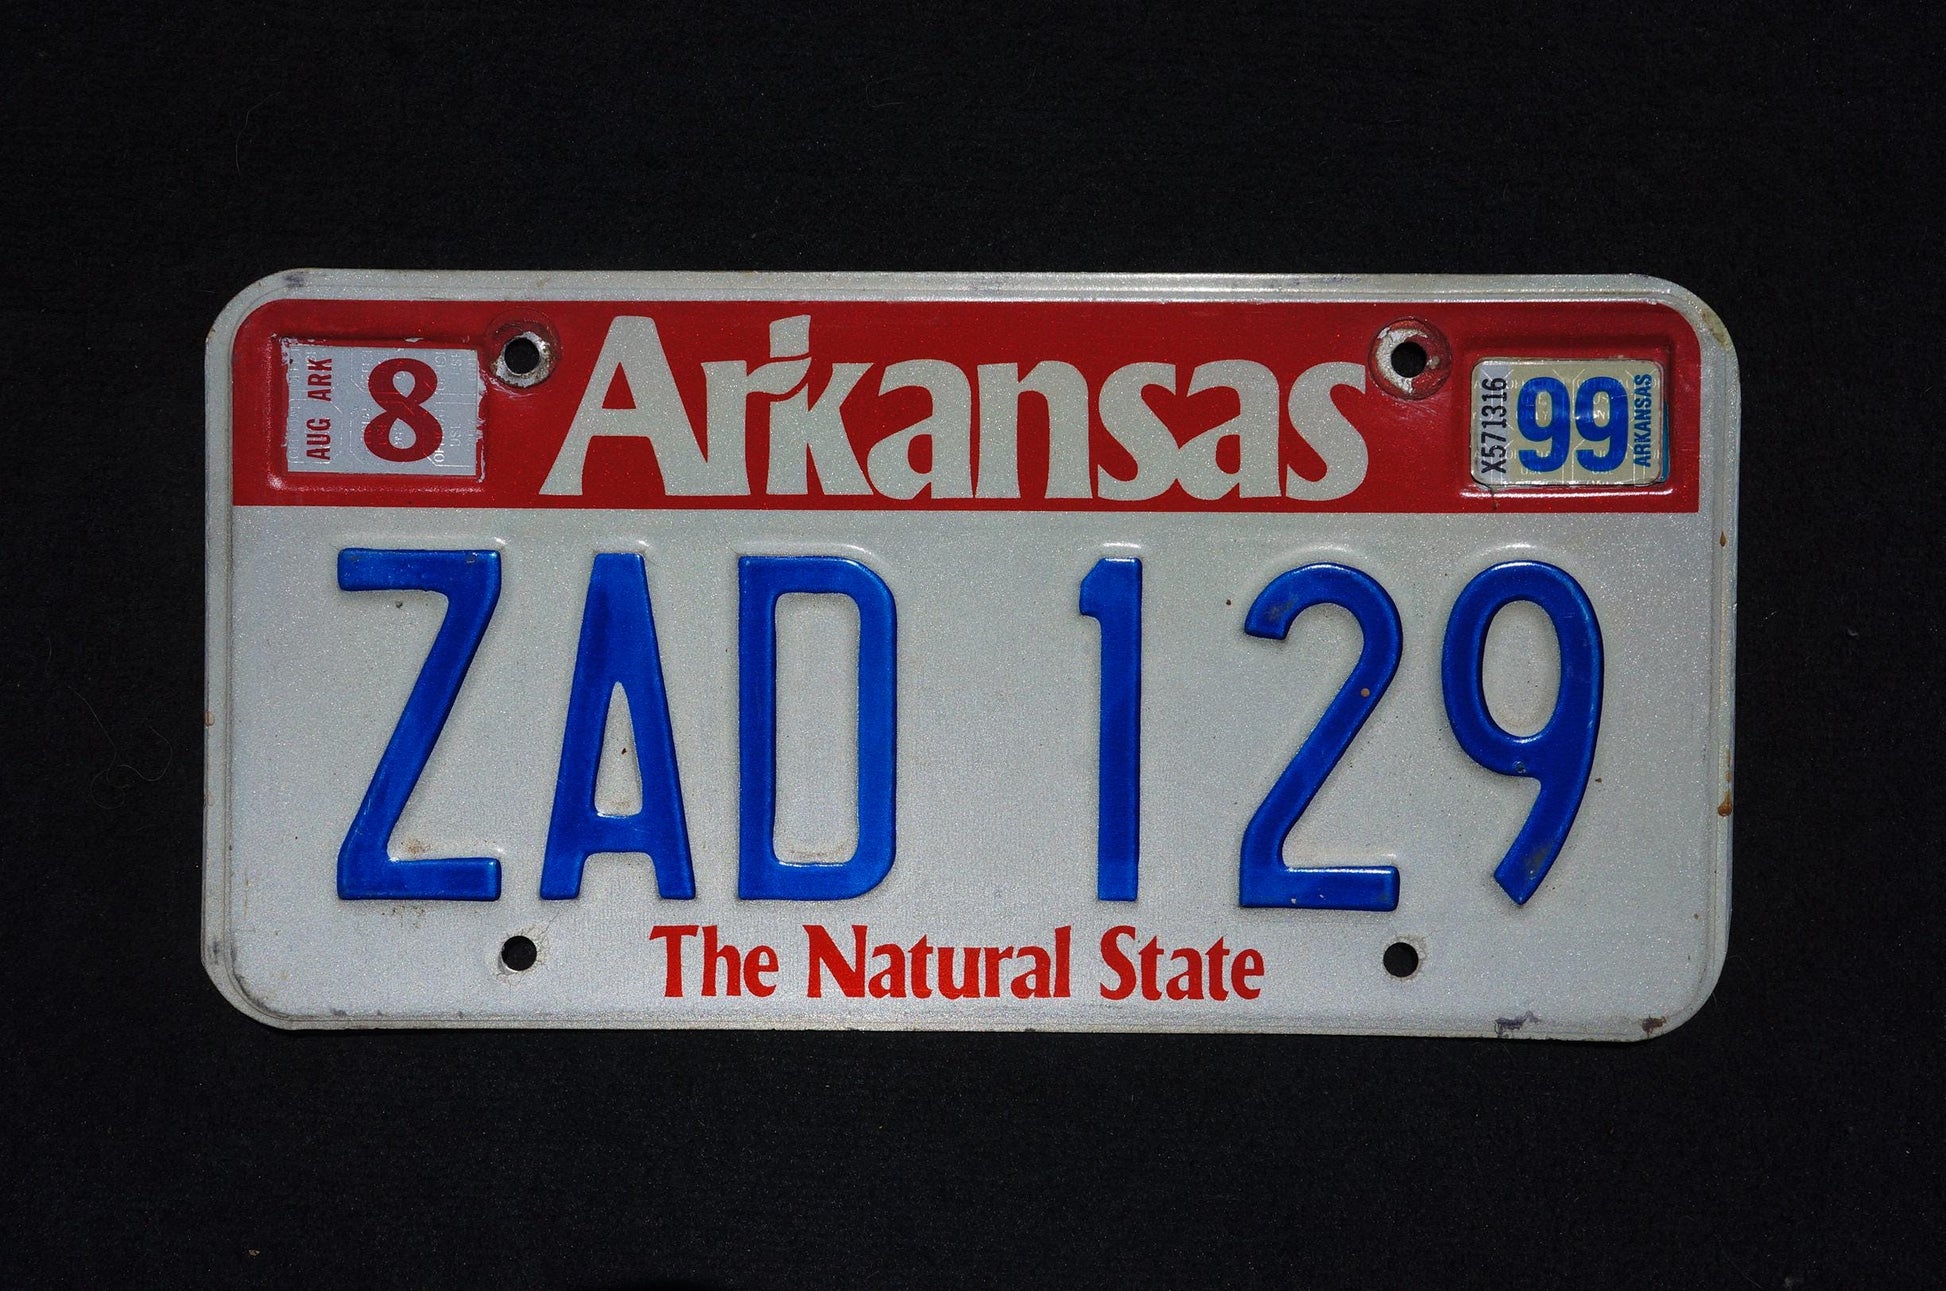 AUG ARK
8
Arkansas
X571316
99
ARKANSAS
ZAD 129
The Natural State